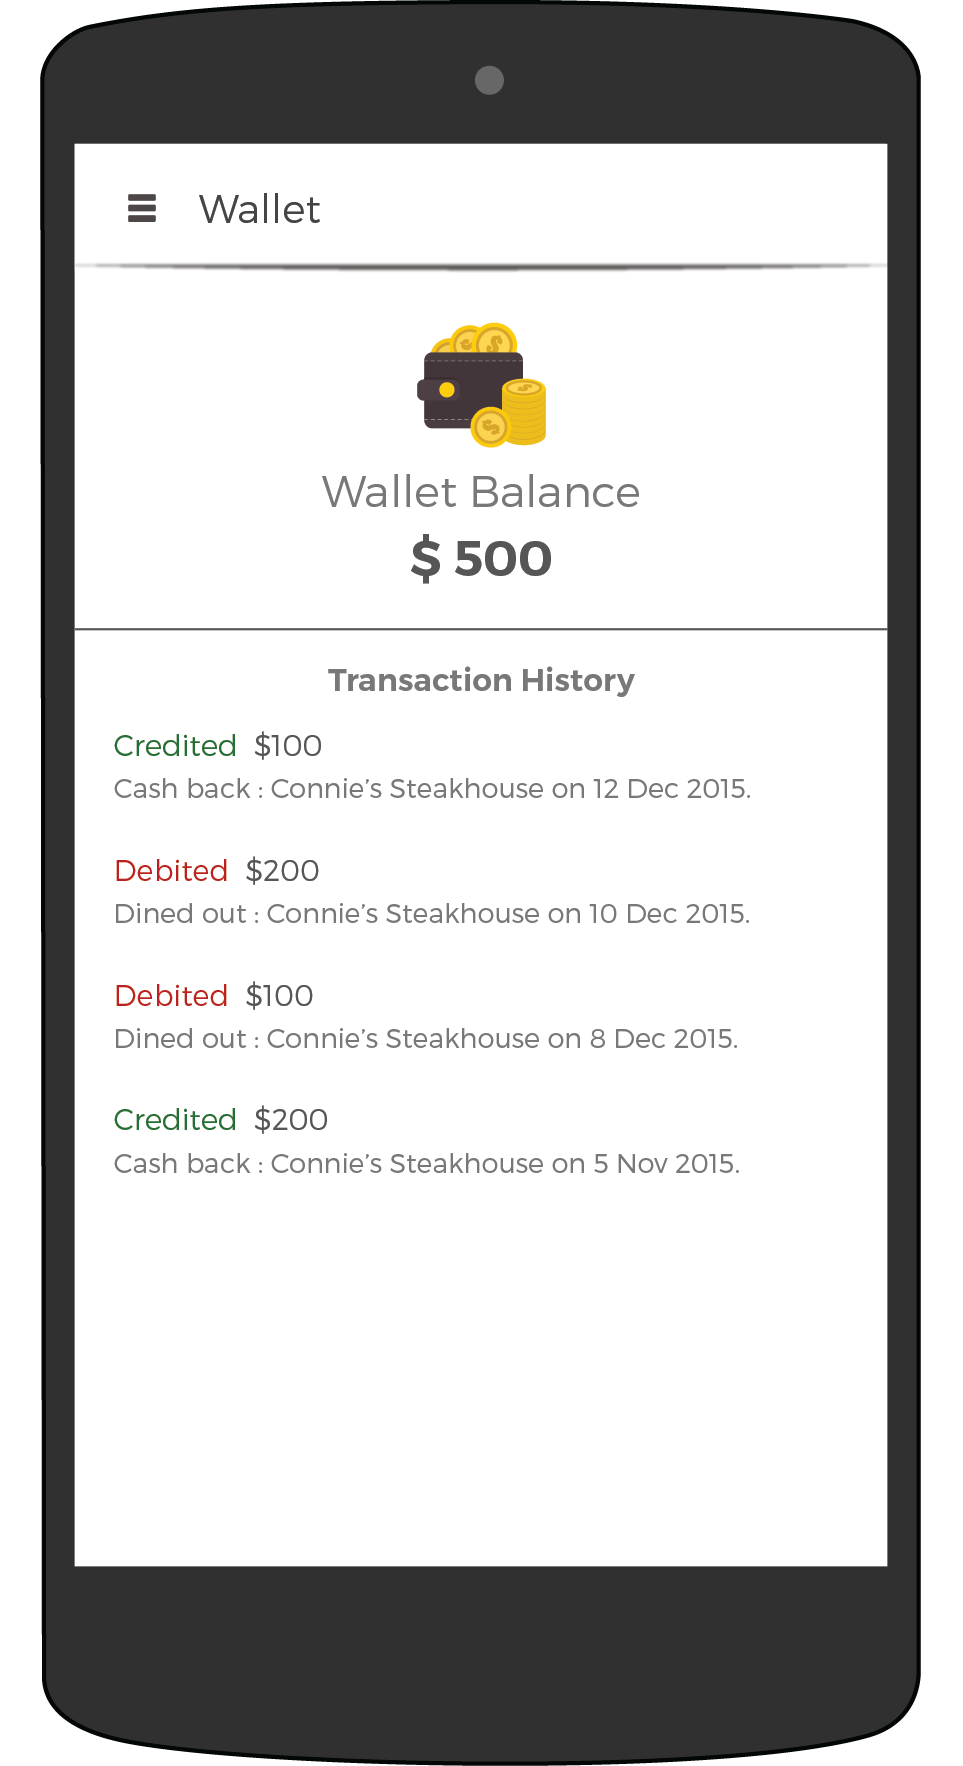 Wallet
Wallet Balance
$ 500
Transaction History
Credited $100
Cash back : Connie’s Steakhouse on 12 Dec 2015.
Debited $200
Dined out : Connie’s Steakhouse on 10 Dec 2015.
Debited $100
Dined out : Connie’s Steakhouse on 8 Dec 2015.
Credited $200
Cash back : Connie’s Steakhouse on 5 Nov 2015.